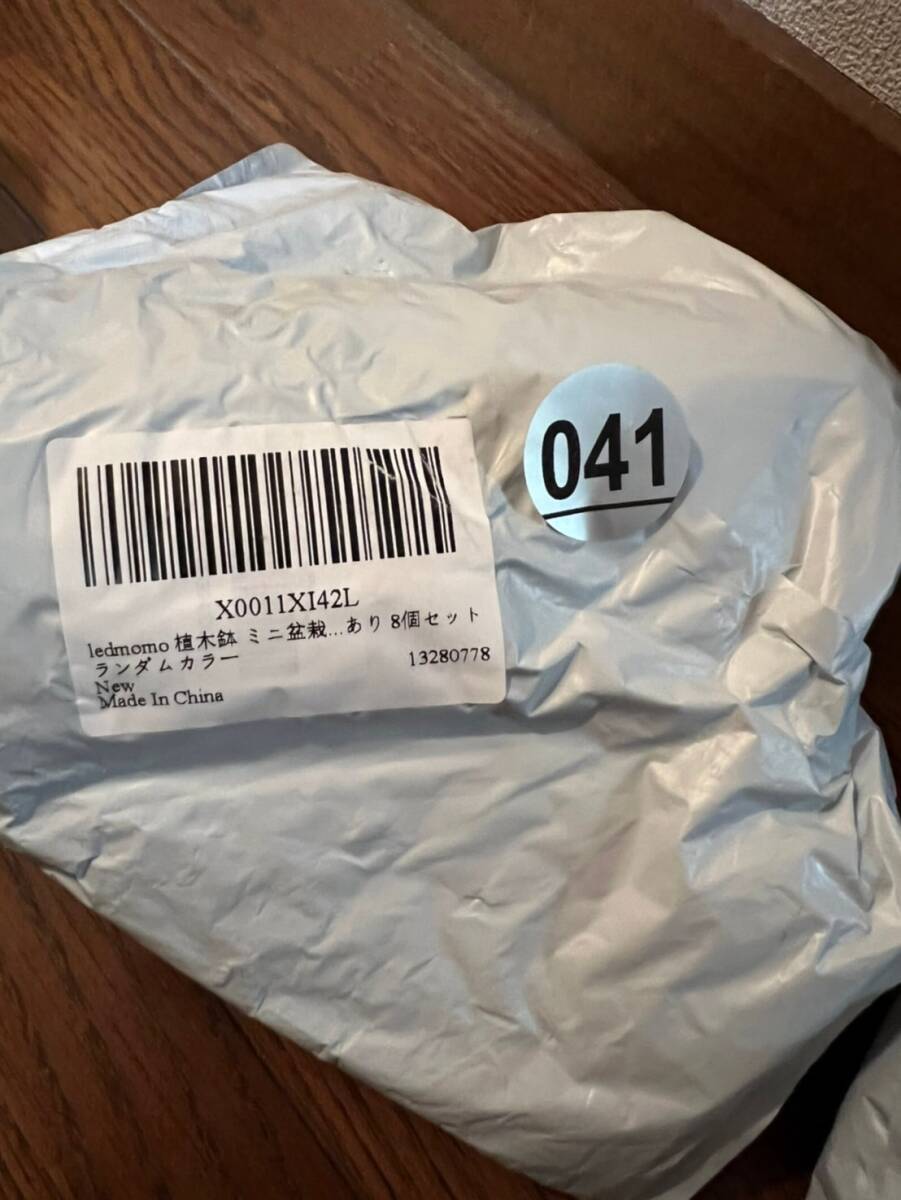 041
X0011XI42L
ledmomo 植木鉢 ミニ盆栽...あり 8個セット
ランダムカラー 13280778
New
Made In China